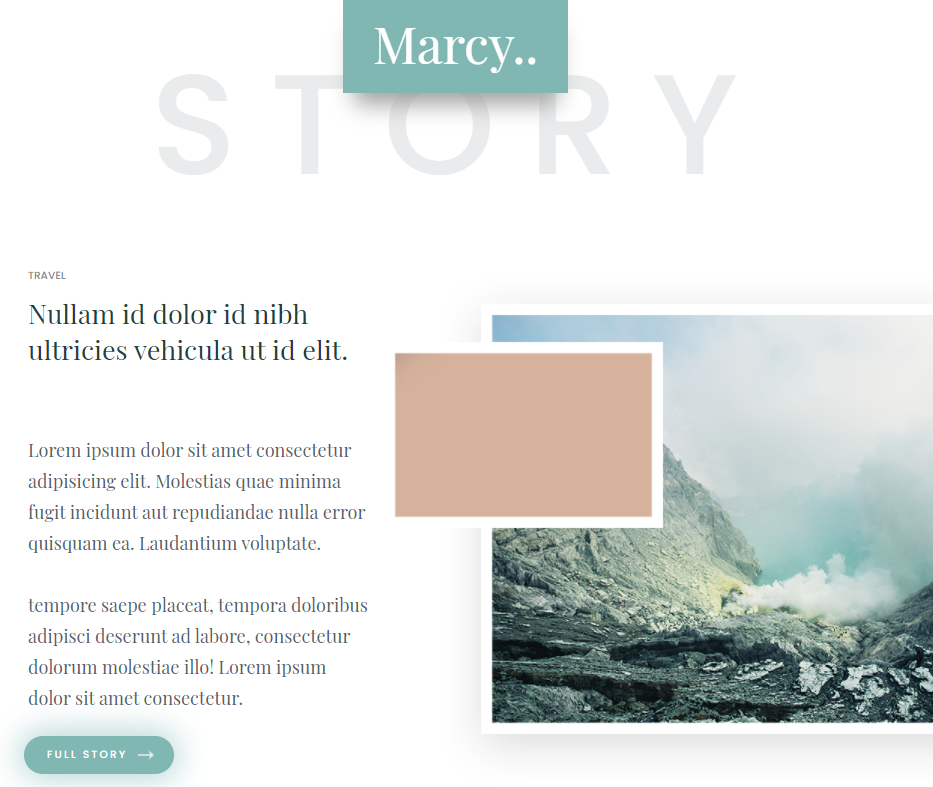 Marcy..
STORY
TRAVEL
Nullam id dolor id nibh
ultricies vehicula ut id elit.
Lorem ipsum dolor sit amet consectetur
adipisicing elit. Molestias quae minima
fugit incidunt aut repudiandae nulla error
quisquam ea. Laudantium voluptate.
tempore saepe placeat, tempora doloribus
adipisci deserunt ad labore, consectetur
dolorum molestiae illo! Lorem ipsum
dolor sit amet consectetur.
FULL STORY →